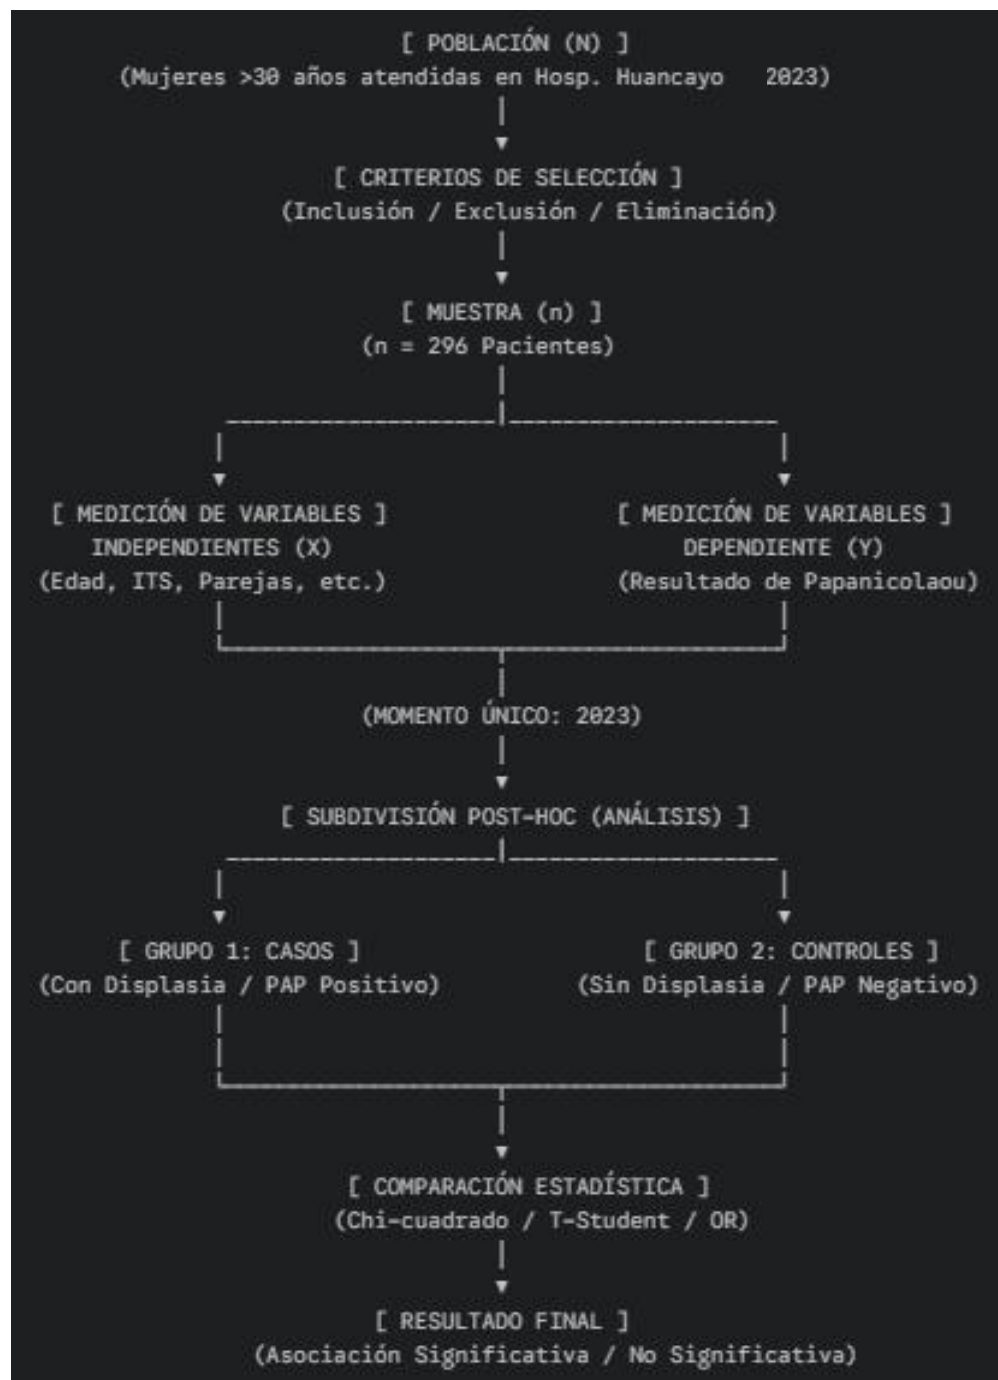 [ POBLACIÓN (N) ]
(Mujeres >30 años atendidas en Hosp. Huancayo 2023)
[ CRITERIOS DE SELECCIÓN ]
(Inclusión / Exclusión / Eliminación)
[ MUESTRA (n) ]
(n = 296 Pacientes)
[ MEDICIÓN DE VARIABLES ]
INDEPENDIENTES (X)
(Edad, ITS, Parejas, etc.)
[ MEDICIÓN DE VARIABLES ]
DEPENDIENTE (Y)
(Resultado de Papanicolaou)
(MOMENTO ÚNICO: 2023)
[ SUBDIVISIÓN POST-HOC (ANÁLISIS) ]
[ GRUPO 1: CASOS ]
(Con Displasia / PAP Positivo)
[ GRUPO 2: CONTROLES ]
(Sin Displasia / PAP Negativo)
[ COMPARACIÓN ESTADÍSTICA ]
(Chi-cuadrado / T-Student / OR)
[ RESULTADO FINAL ]
(Asociación Significativa / No Significativa)